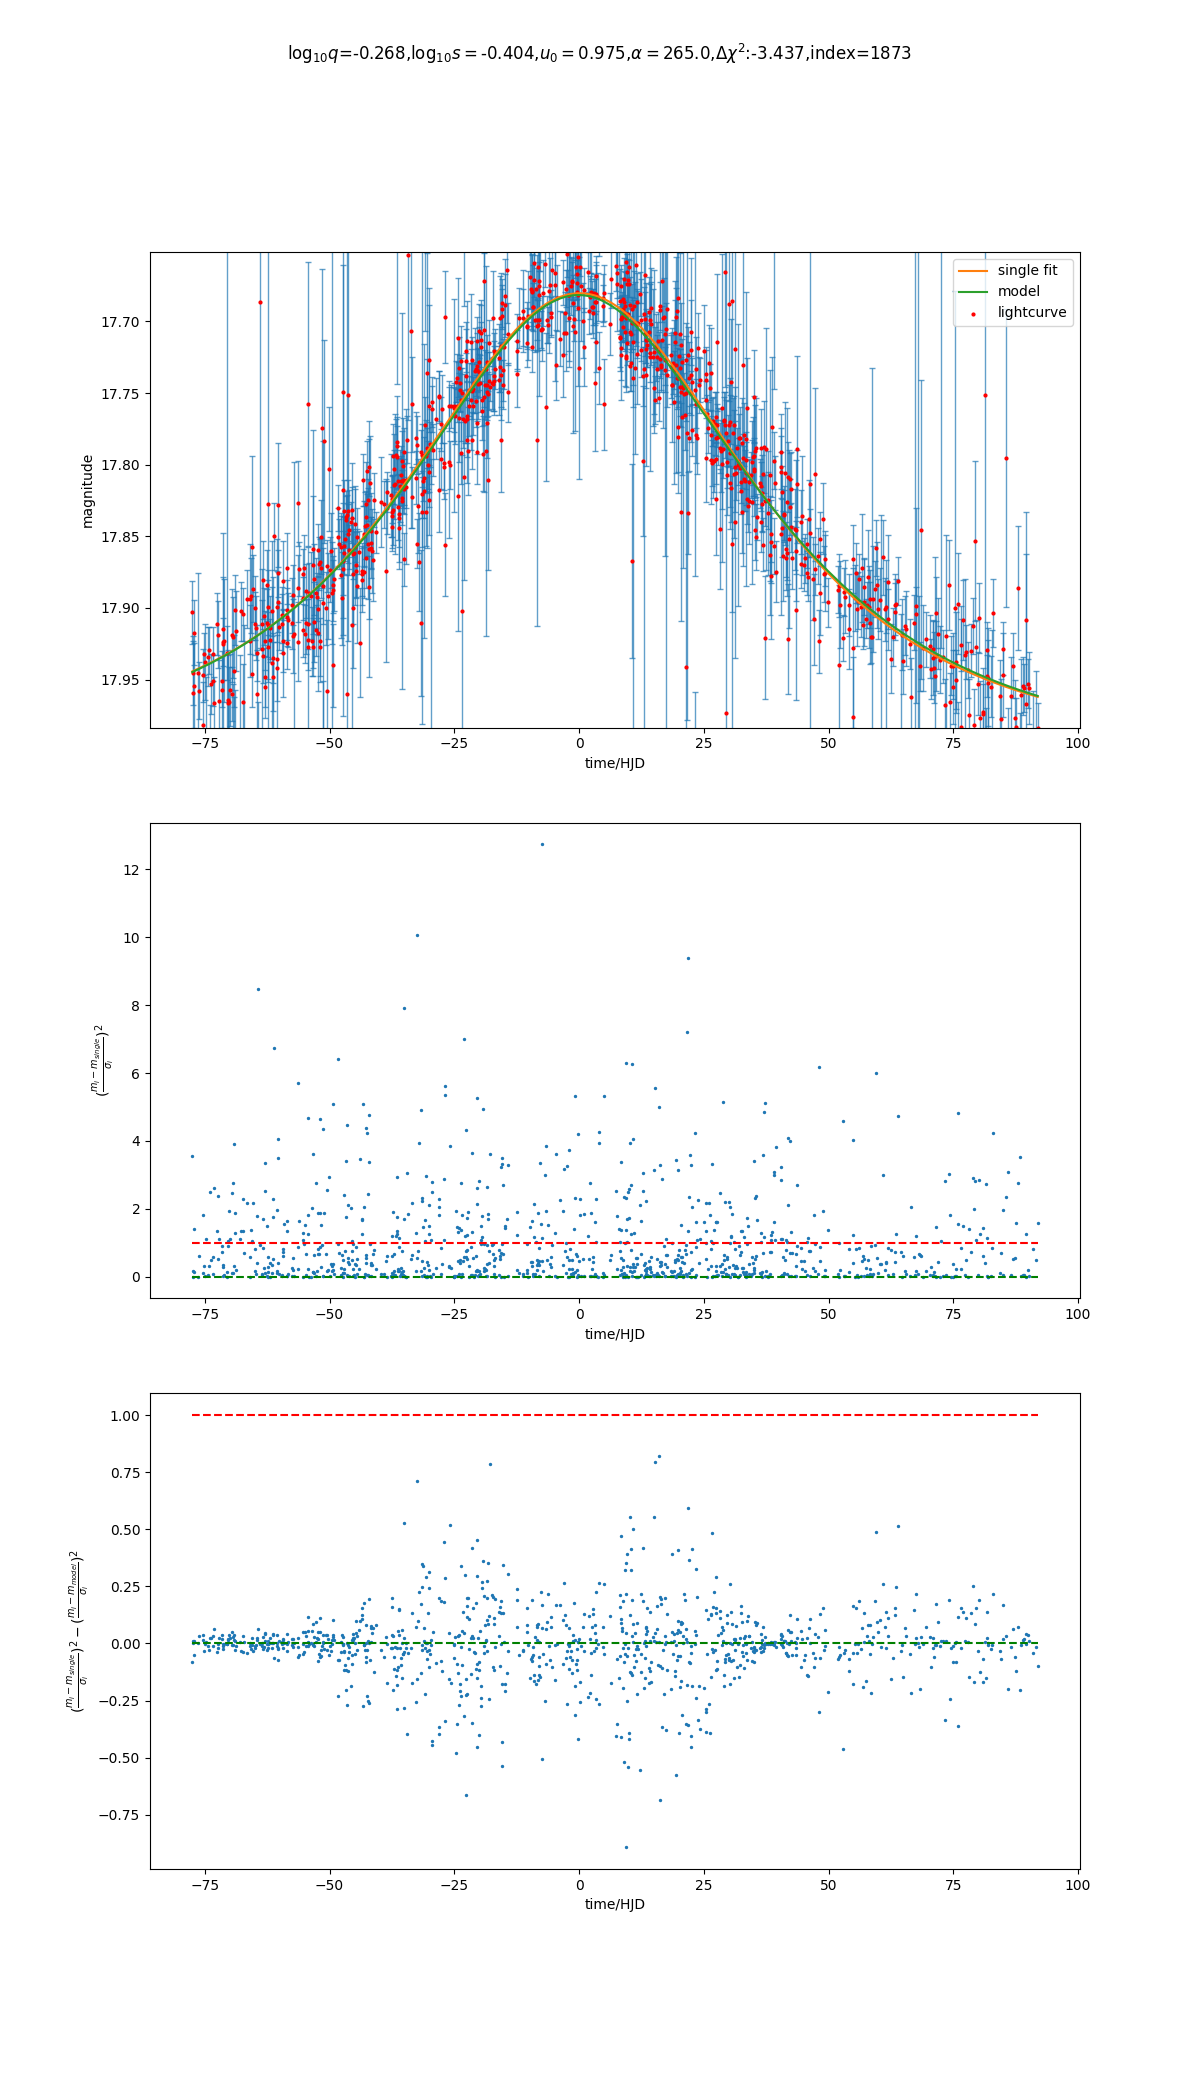 log₁₀q=-0.268,log₁₀s = -0.404,u₀ = 0.975,α = 265.0,Δχ²:-3.437,index=1873
single fit
model
lightcurve
17.70
17.75
17.80
17.85
17.90
17.95
magnitude
−75 −50 −25 0 25 50 75 100
time/HJD
12
10
8
6
4
2
0
((mᵢ − m_single)/σᵢ)²
−75 −50 −25 0 25 50 75 100
time/HJD
1.00
0.75
0.50
0.25
0.00
−0.25
−0.50
−0.75
((mᵢ − m_single)/σᵢ)² − ((mᵢ − m_model)/σᵢ)²
−75 −50 −25 0 25 50 75 100
time/HJD